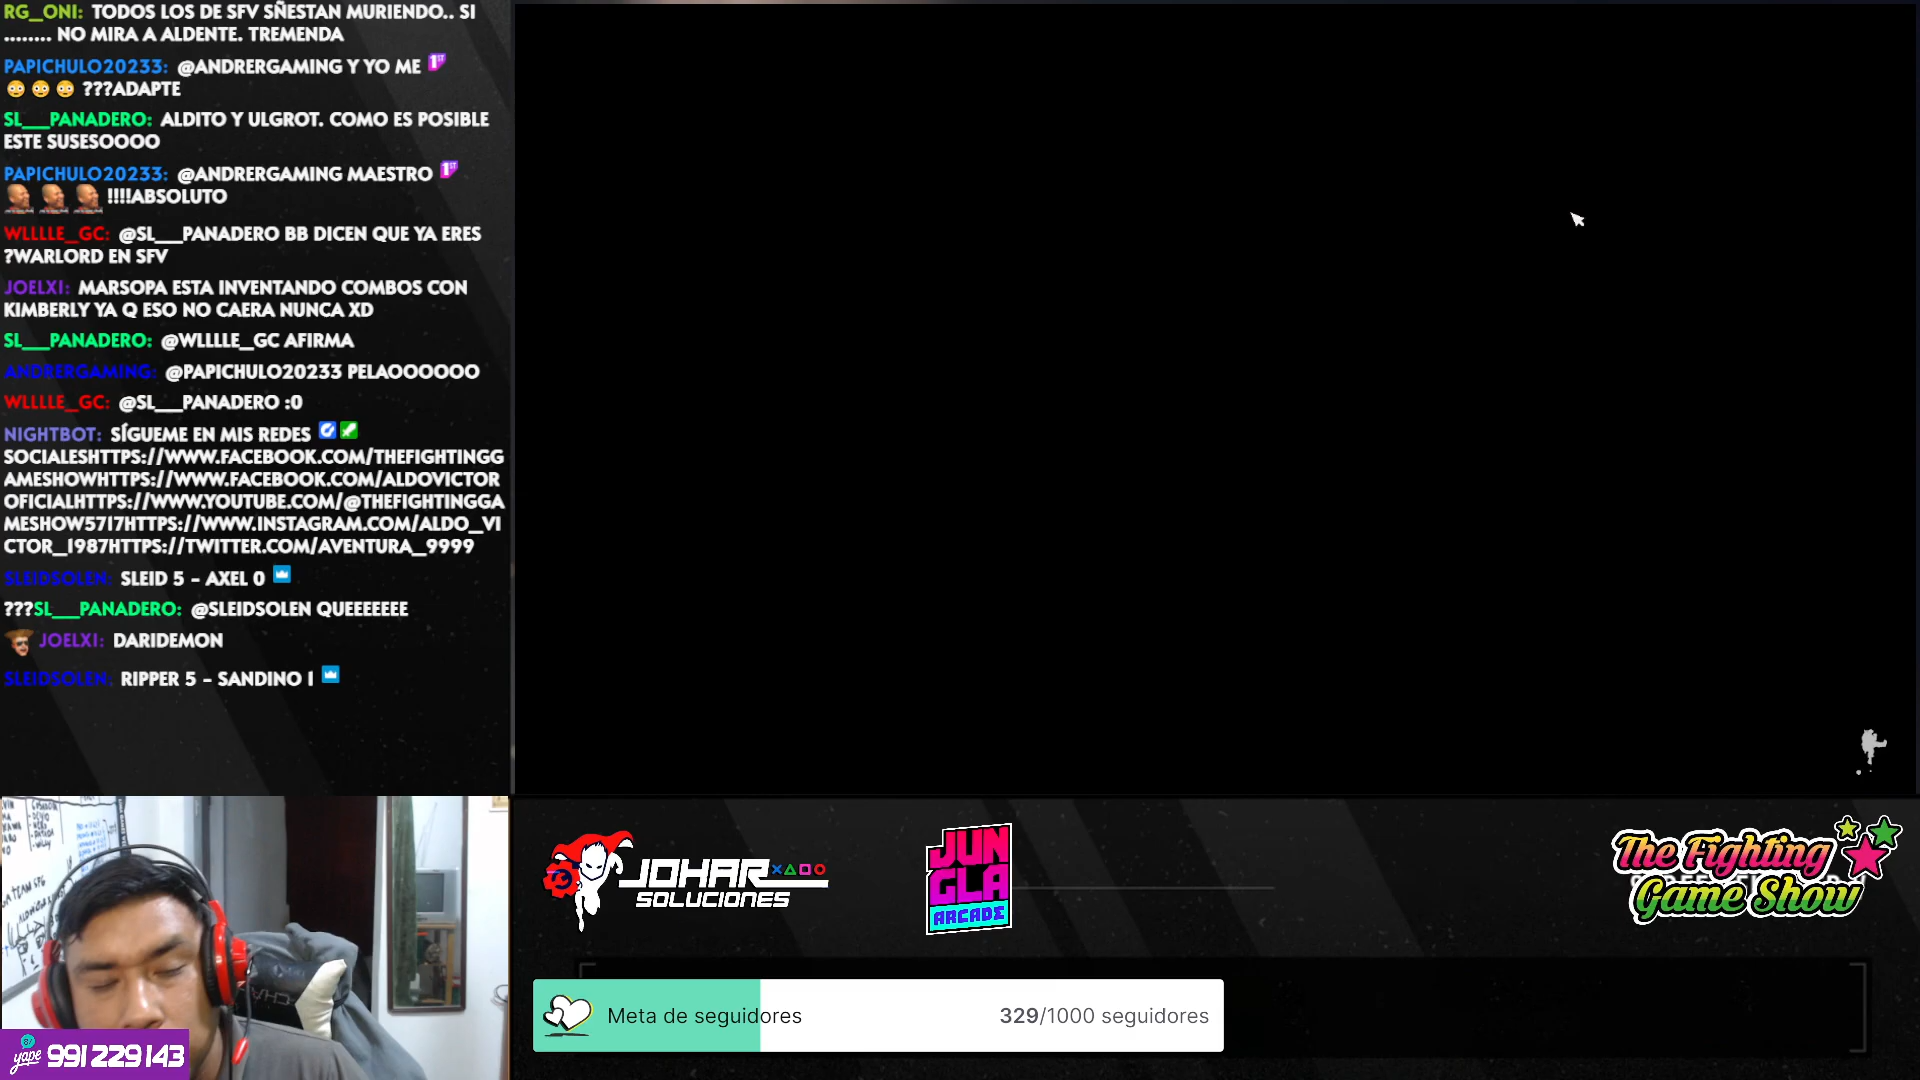 RG_ONI: TODOS LOS DE SFV SÑESTAN MURIENDO.. SI
........ NO MIRA A ALDENTE. TREMENDA
PAPICHULO20233: @ANDRERGAMING Y YO ME
???ADAPTE
SL__PANADERO: ALDITO Y ULGROT. COMO ES POSIBLE
ESTE SUSESOOOO
PAPICHULO20233: @ANDRERGAMING MAESTRO
!!!!ABSOLUTO
WLLLLE_GC: @SL__PANADERO BB DICEN QUE YA ERES
?WARLORD EN SFV
JOELXI: MARSOPA ESTA INVENTANDO COMBOS CON
KIMBERLY YA Q ESO NO CAERA NUNCA XD
SL__PANADERO: @WLLLLE_GC AFIRMA
ANDRERGAMING: @PAPICHULO20233 PELAOOOOOO
WLLLLE_GC: @SL__PANADERO :0
NIGHTBOT: SÍGUEME EN MIS REDES
SOCIALESHTTPS://WWW.FACEBOOK.COM/THEFIGHTINGG
AMESHOWHTTPS://WWW.FACEBOOK.COM/ALDOVICTOR
OFICIALHTTPS://WWW.YOUTUBE.COM/@THEFIGHTINGGA
MESHOW5717HTTPS://WWW.INSTAGRAM.COM/ALDO_VI
CTOR_1987HTTPS://TWITTER.COM/AVENTURA_9999
SLEIDSOLEN: SLEID 5 - AXEL 0
???SL__PANADERO: @SLEIDSOLEN QUEEEEEEE
JOELXI: DARIDEMON
SLEIDSOLEN: RIPPER 5 - SANDINO 1
JOHAR
SOLUCIONES
JUN
GLA
ARCADE
The Fighting
Game Show
Meta de seguidores
329/1000 seguidores
yape 991 229 143